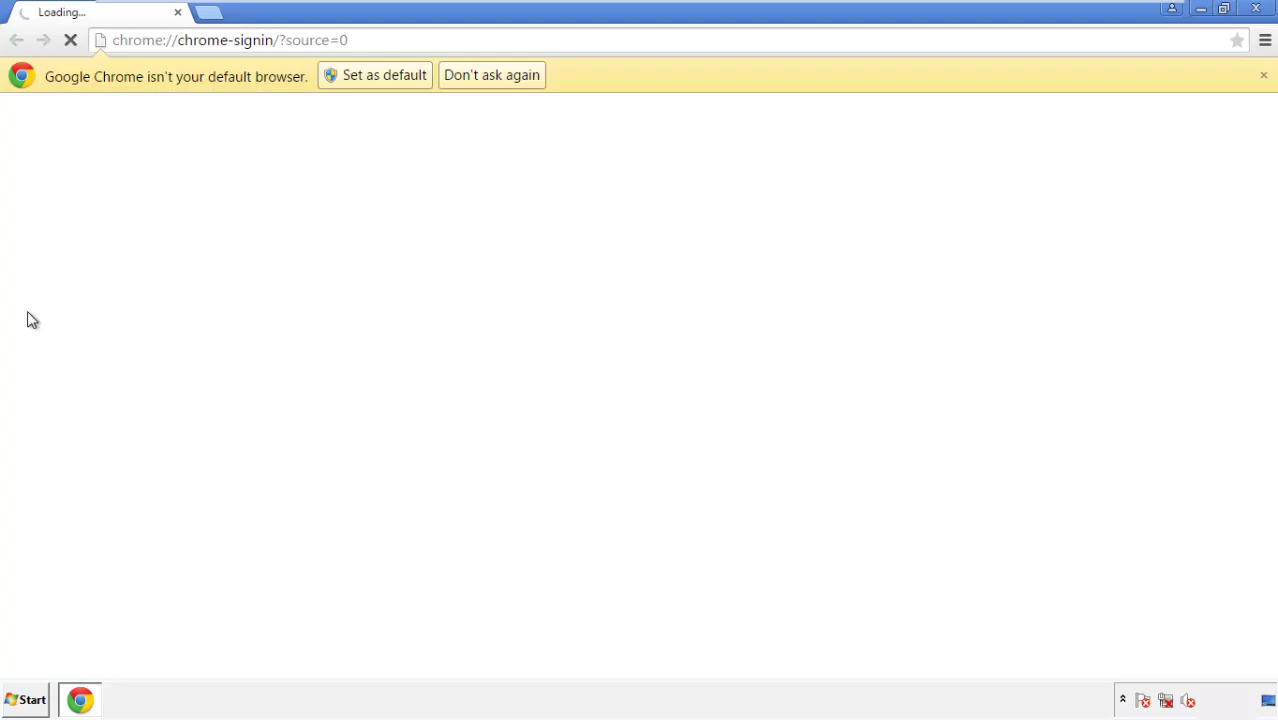 Loading...
chrome://chrome-signin/?source=0
Google Chrome isn't your default browser. Set as default Don't ask again
Start